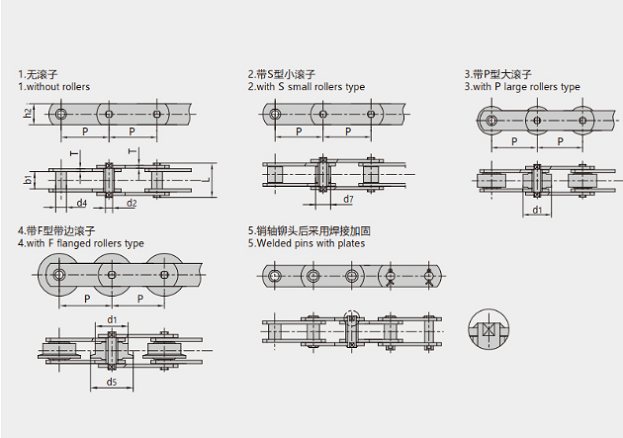 1.无滚子
1.without rollers
h2
P P
T T
b1
L
d4 d2
2.带S型小滚子
2.with S small rollers type
P P
d7
3.带P型大滚子
3.with P large rollers type
P P
d1
4.带F型带边滚子
4.with F flanged rollers type
P P
d1
d5
5.销轴铆头后采用焊接加固
5.Welded pins with plates